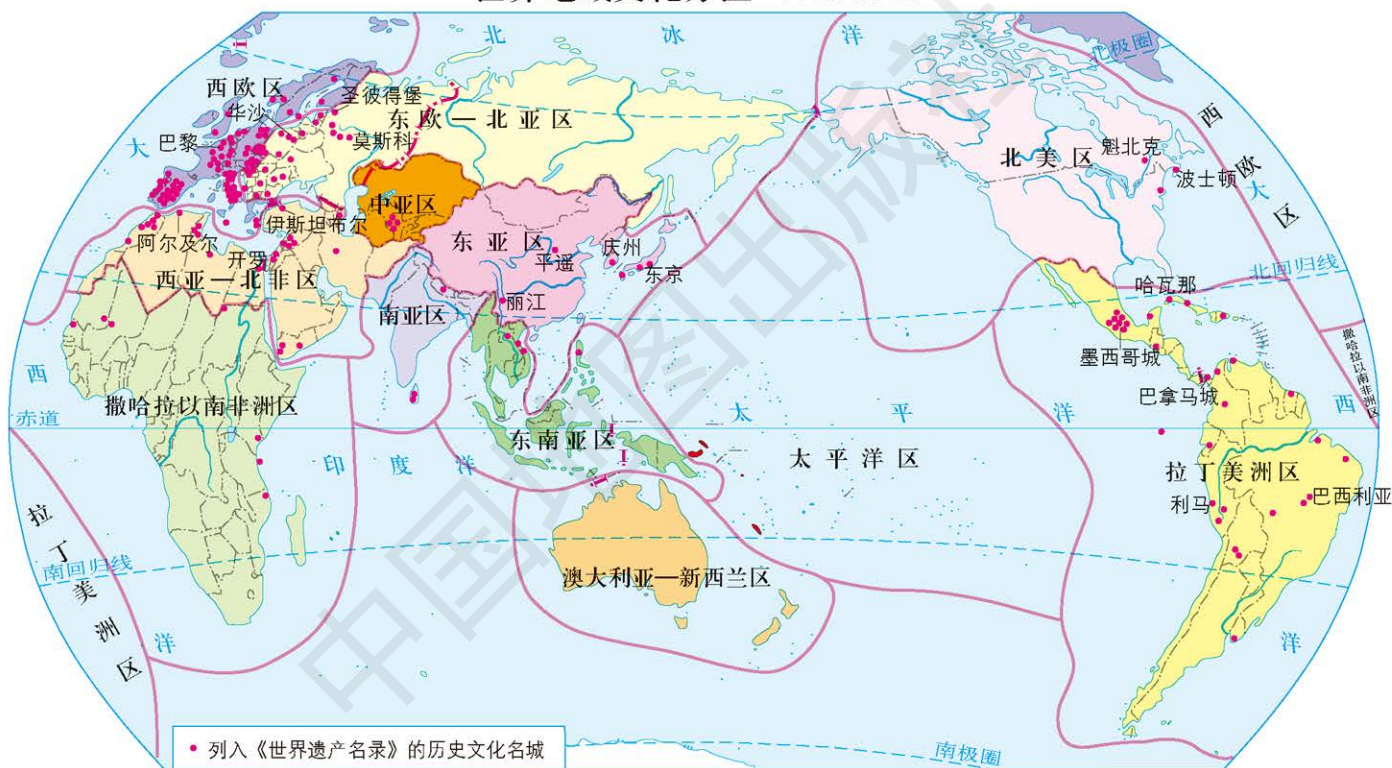 北冰洋
北极圈
西欧区
圣彼得堡
华沙
东欧—北亚区
巴黎
莫斯科
大西洋
北美区
魁北克
波士顿
西欧区
大西洋
中亚区
伊斯坦布尔
阿尔及尔
开罗
东亚区
平遥
庆州
东京
西亚—北非区
丽江
南亚区
北回归线
哈瓦那
墨西哥城
撒哈拉以南非洲区
巴拿马城
撒哈拉以南非洲区
赤道
太平洋
东南亚区
印度洋
太平洋区
拉丁美洲区
利马
巴西利亚
拉丁美洲区
南回归线
澳大利亚—新西兰区
南极圈
列入《世界遗产名录》的历史文化名城
中国地图出版社